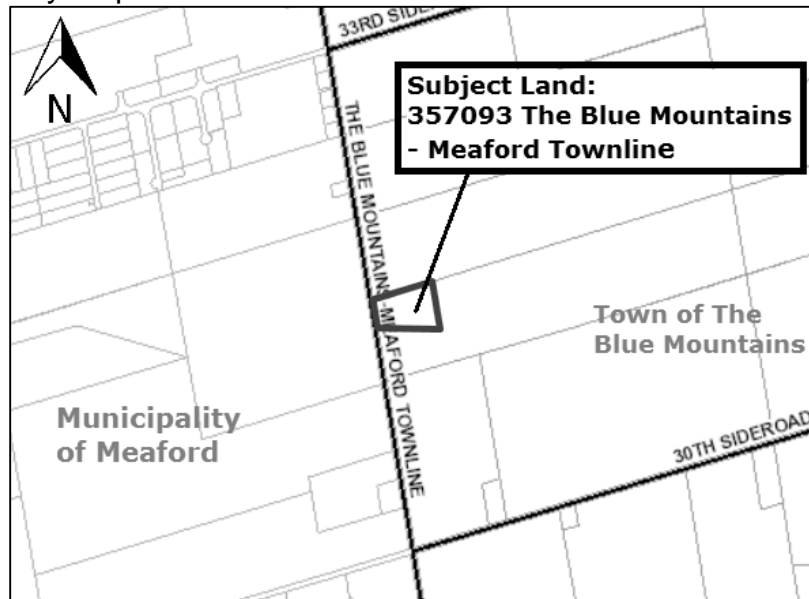 33RD SIDE
N
Subject Land:
357093 The Blue Mountains
- Meaford Townline
THE BLUE MOUNTAINS -MEAFORD TOWNLINE
Town of The
Blue Mountains
Municipality
of Meaford
30TH SIDEROAD